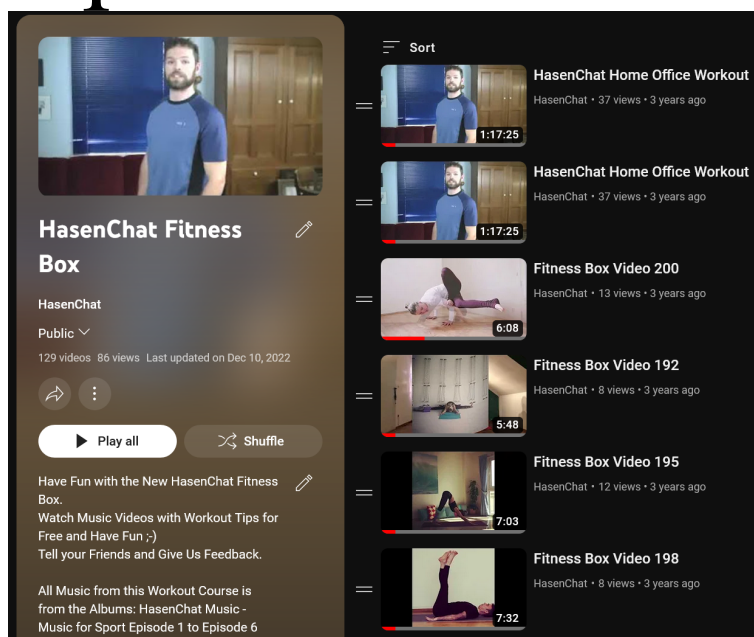 HasenChat Fitness
Box
HasenChat
Public
129 videos 86 views Last updated on Dec 10, 2022
Play all
Shuffle
Have Fun with the New HasenChat Fitness
Box.
Watch Music Videos with Workout Tips for
Free and Have Fun ;-)
Tell your Friends and Give Us Feedback.
All Music from this Workout Course is
from the Albums: HasenChat Music -
Music for Sport Episode 1 to Episode 6
Sort
1:17:25
HasenChat Home Office Workout
HasenChat • 37 views • 3 years ago
1:17:25
HasenChat Home Office Workout
HasenChat • 37 views • 3 years ago
6:08
Fitness Box Video 200
HasenChat • 13 views • 3 years ago
5:48
Fitness Box Video 192
HasenChat • 8 views • 3 years ago
7:03
Fitness Box Video 195
HasenChat • 12 views • 3 years ago
7:32
Fitness Box Video 198
HasenChat • 8 views • 3 years ago